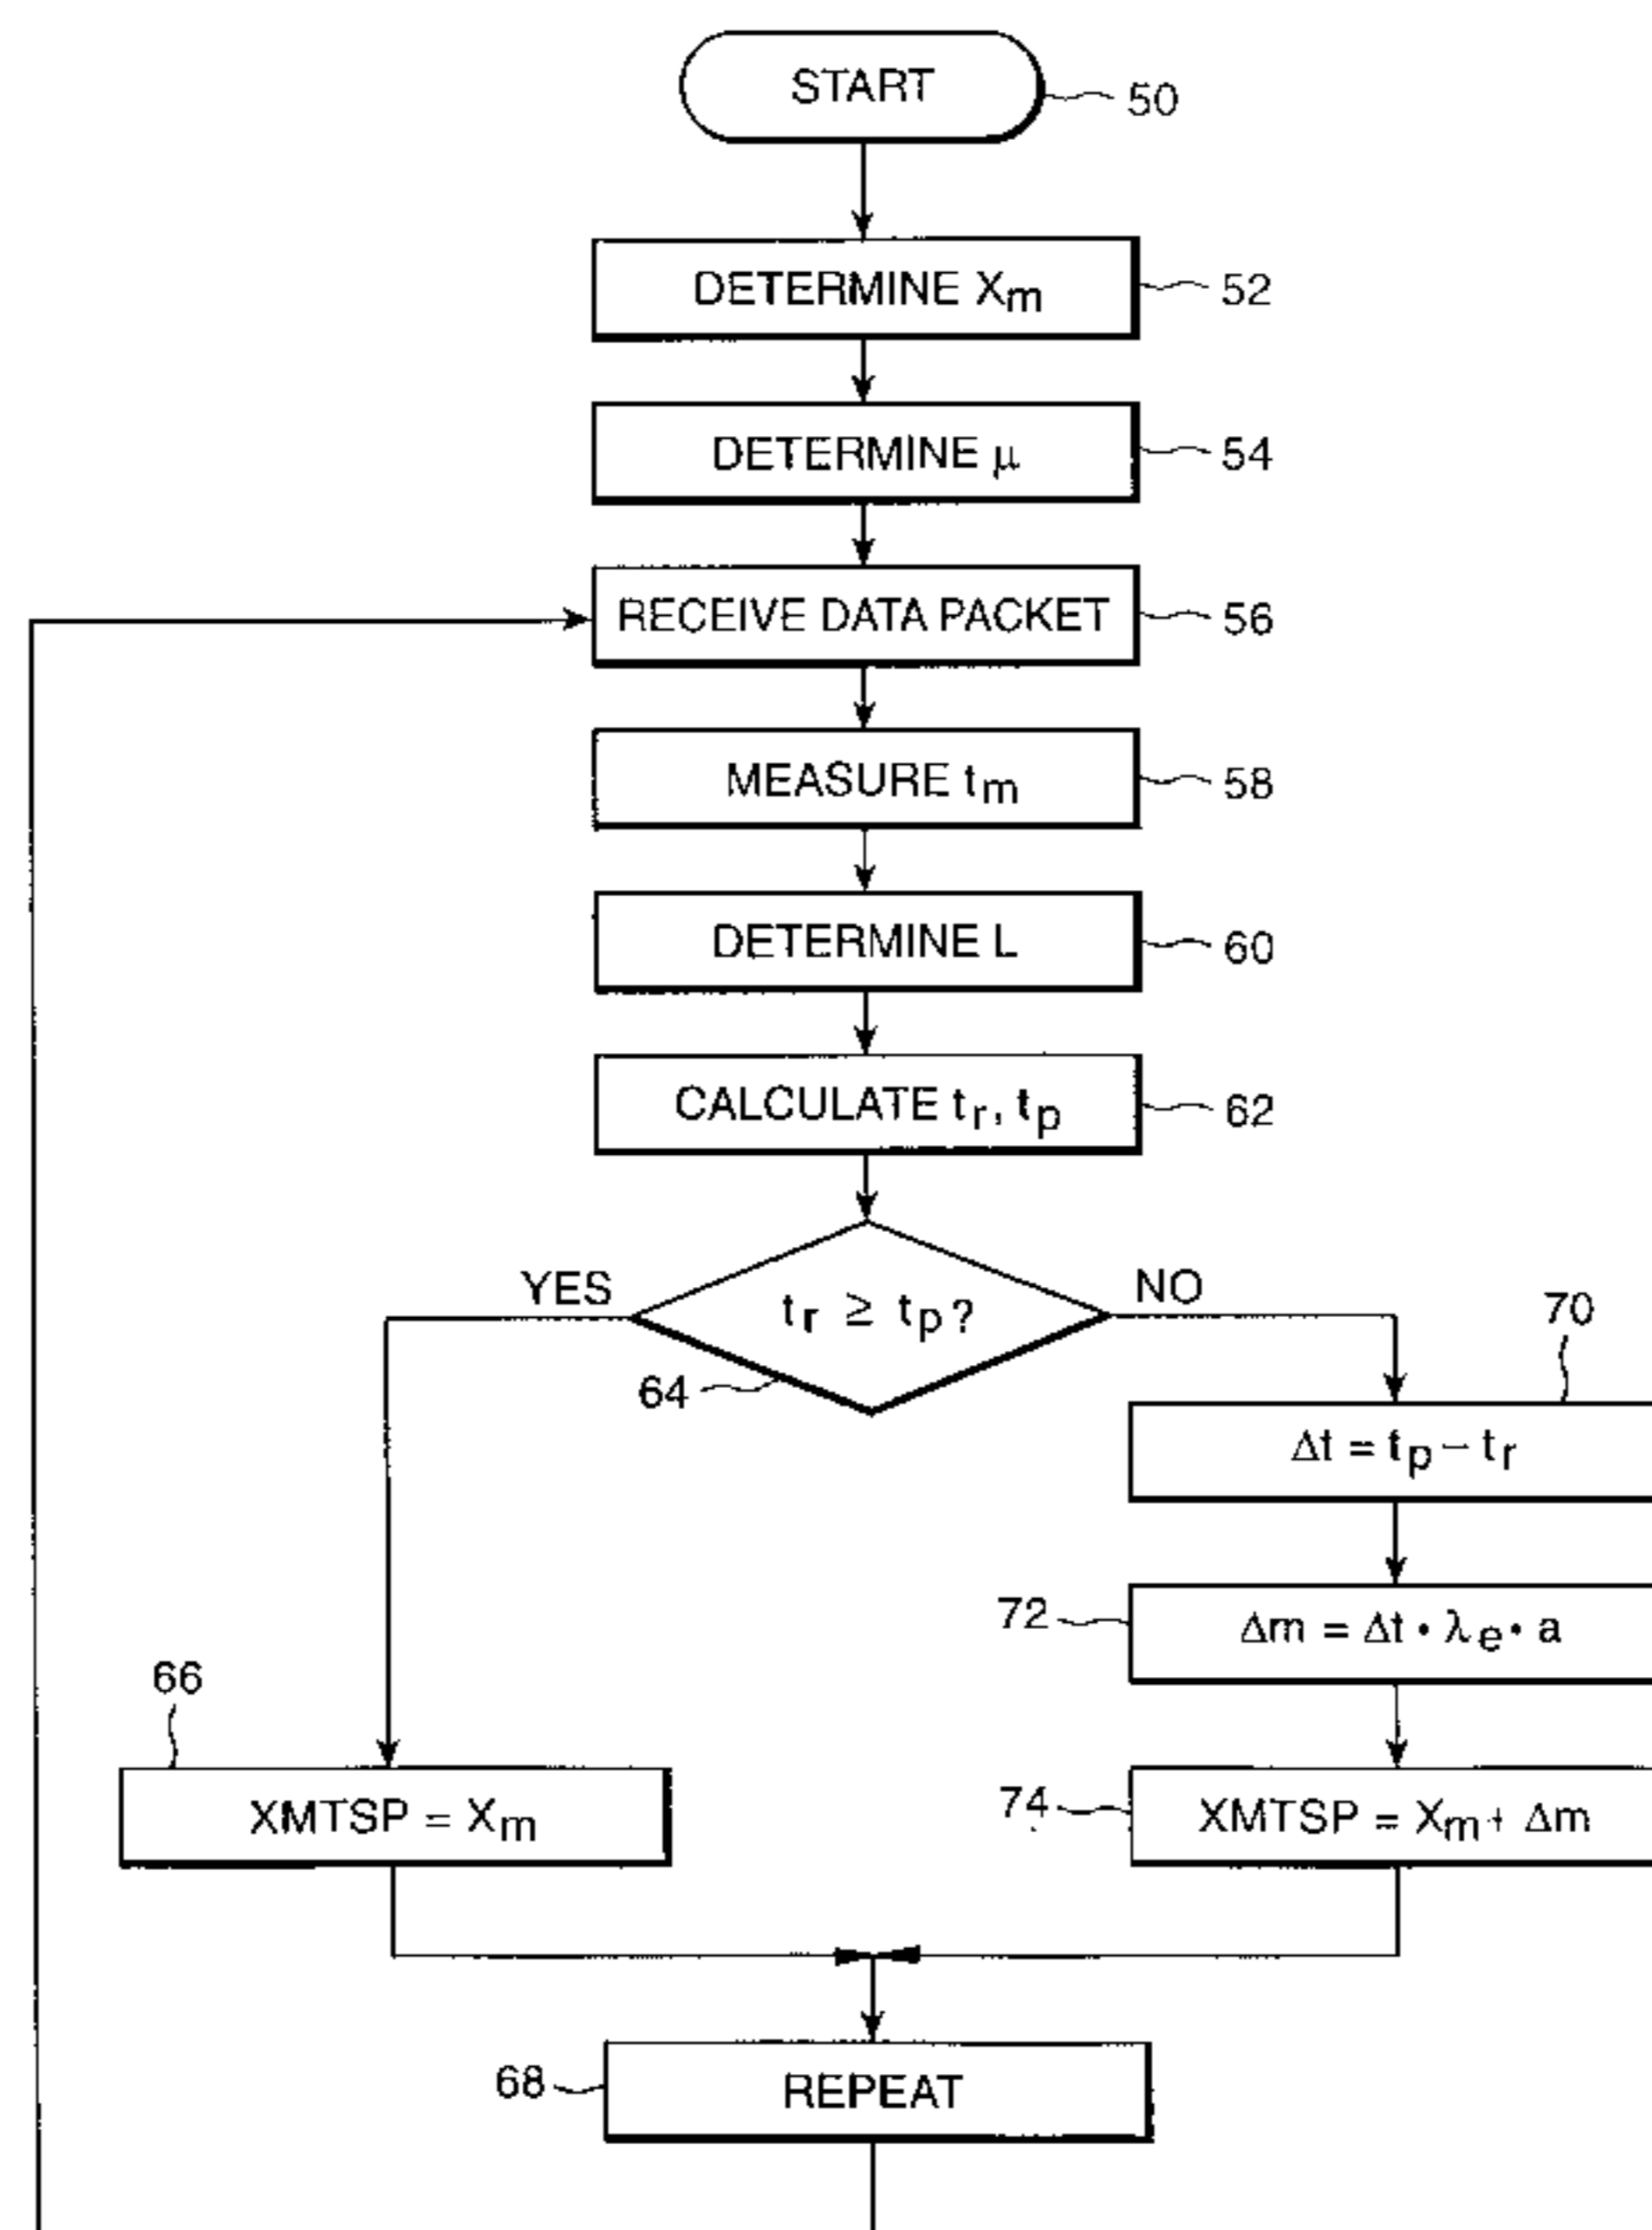 START
50
DETERMINE Xm
52
DETERMINE μ
54
RECEIVE DATA PACKET
56
MEASURE tm
58
DETERMINE L
60
CALCULATE tr, tp
62
YES
tr ≥ tp?
NO
64
70
Δt = tp – tr
72
Δm = Δt • λe • a
66
XMTSP = Xm
74
XMTSP = Xm + Δm
68
REPEAT